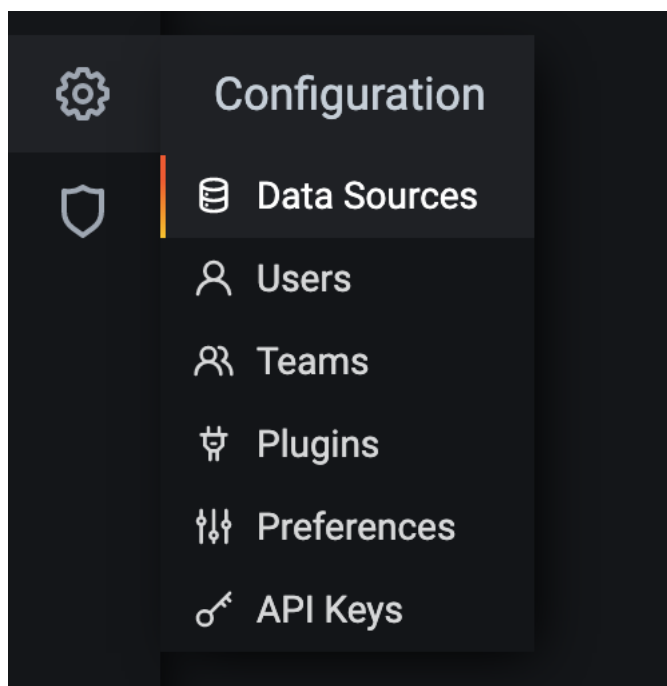 Configuration
Data Sources
Users
Teams
Plugins
Preferences
API Keys